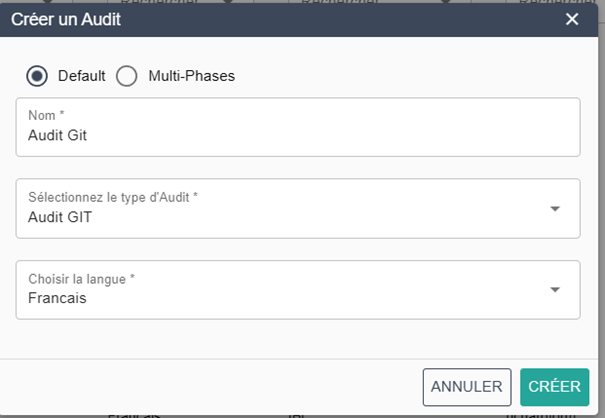 Créer un Audit
Default Multi-Phases
Nom *
Audit Git
Sélectionnez le type d'Audit *
Audit GIT
Choisir la langue *
Francais
ANNULER CRÉER